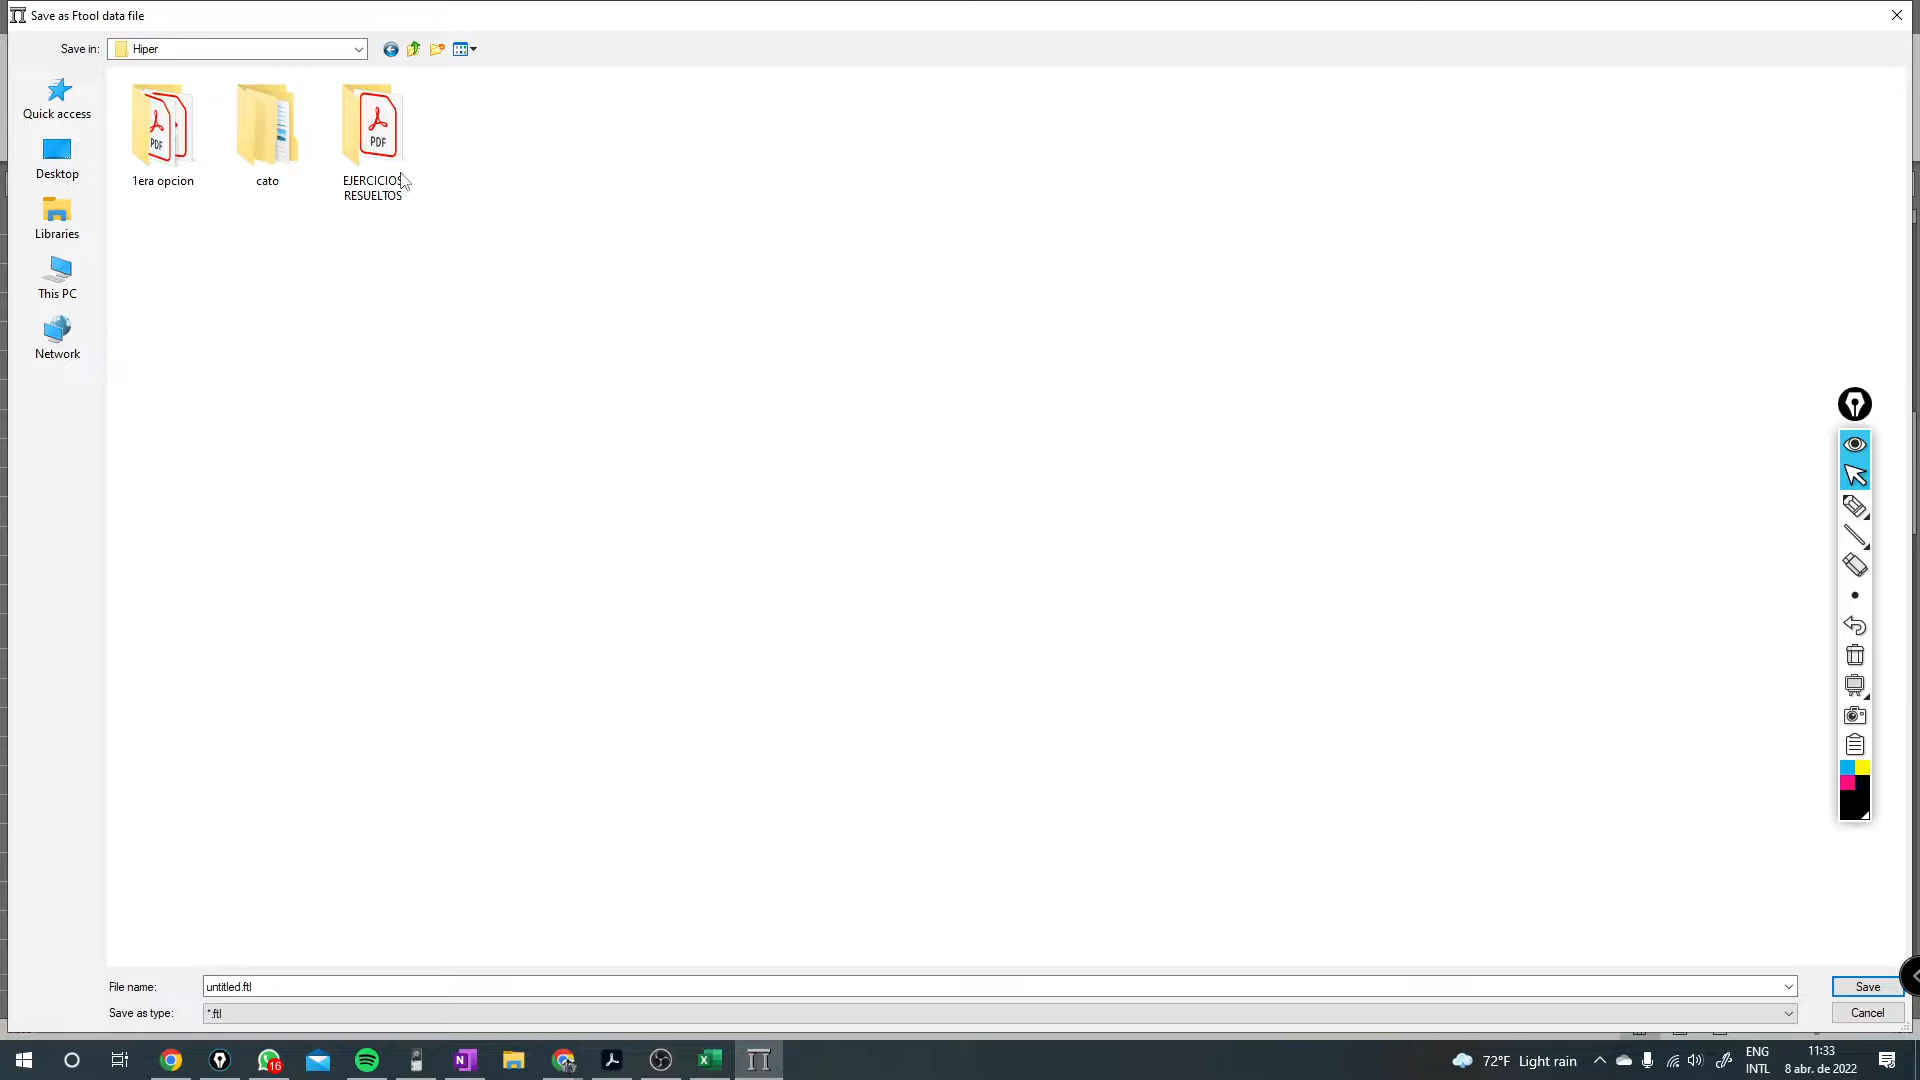 Save as Ftool data file
Save in: Hiper
Quick access
Desktop
Libraries
This PC
Network
1era opcion
cato
EJERCICIOS
RESUELTOS
PDF
PDF
File name: untitled.ftl
Save
Save as type: *.ftl
Cancel
16
N
72°F Light rain
ENG
INTL
11:33
8 abr. de 2022